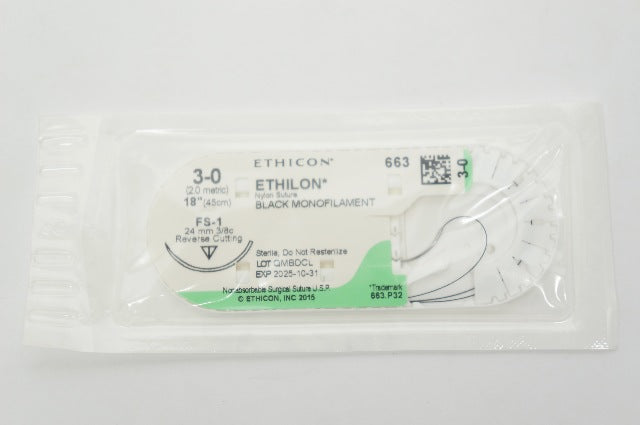 ETHICON*
663
3-0
3-0
(2.0 metric)
18" (45cm)
ETHILON*
Nylon Suture
BLACK MONOFILAMENT
FS-1
24 mm 3/8c
Reverse Cutting
Sterile, Do Not Resterilize
LOT QMBDCL
EXP 2025-10-31
Nonabsorbable Surgical Suture U.S.P.
© ETHICON, INC 2015
*Trademark
663.P32